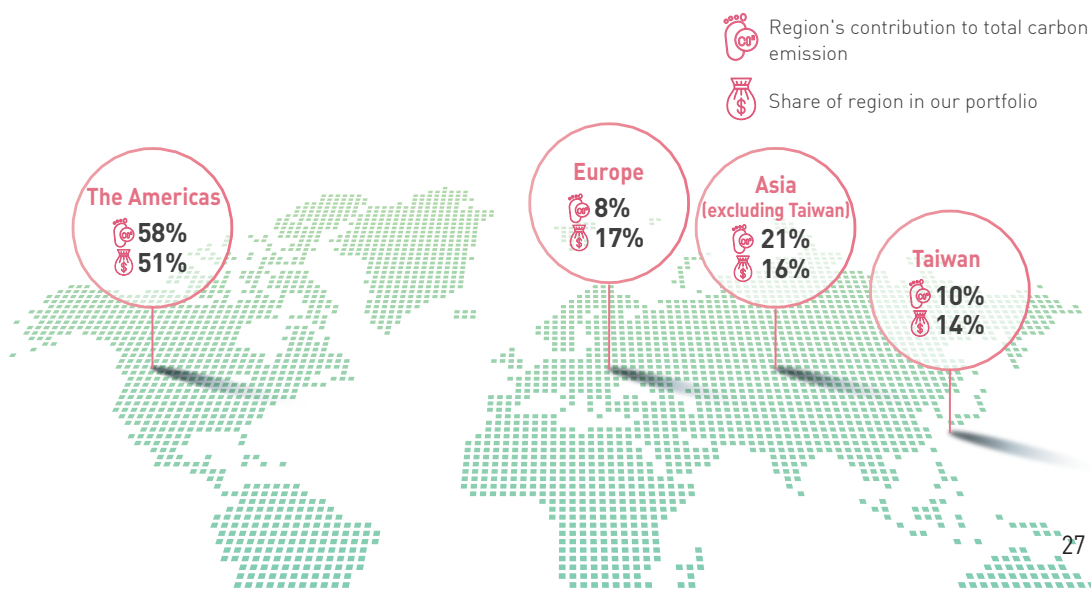 Region's contribution to total carbon
emission
Share of region in our portfolio
The Americas
58%
51%
Europe
8%
17%
Asia
(excluding Taiwan)
21%
16%
Taiwan
10%
14%
27